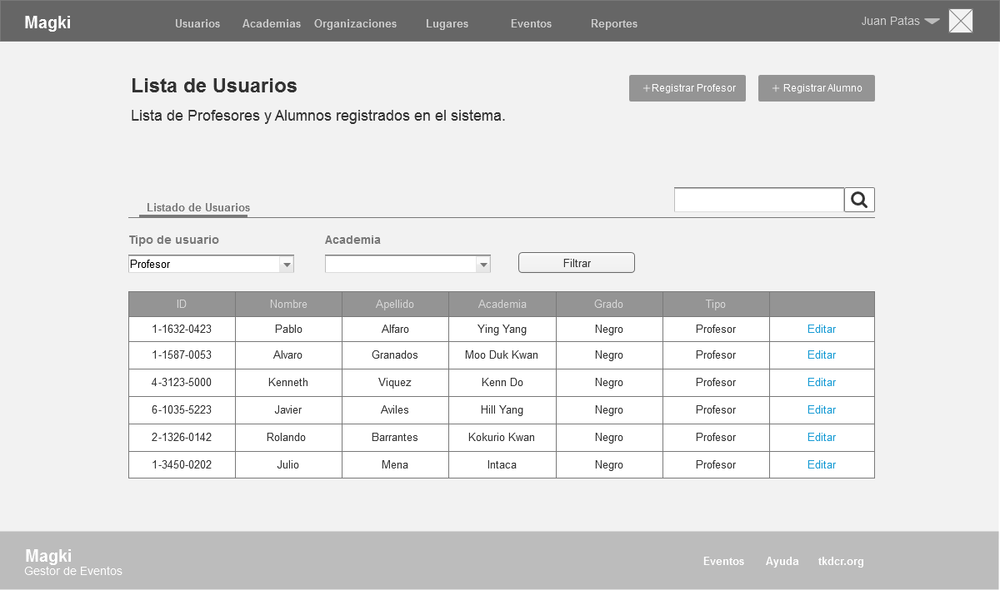 Magki Usuarios Academias Organizaciones Lugares Eventos Reportes Juan Patas
Lista de Usuarios
+Registrar Profesor
+ Registrar Alumno
Lista de Profesores y Alumnos registrados en el sistema.
Listado de Usuarios
Tipo de usuario Academia
Profesor Filtrar
ID Nombre Apellido Academia Grado Tipo
1-1632-0423 Pablo Alfaro Ying Yang Negro Profesor Editar
1-1587-0053 Alvaro Granados Moo Duk Kwan Negro Profesor Editar
4-3123-5000 Kenneth Viquez Kenn Do Negro Profesor Editar
6-1035-5223 Javier Aviles Hill Yang Negro Profesor Editar
2-1326-0142 Rolando Barrantes Kokurio Kwan Negro Profesor Editar
1-3450-0202 Julio Mena Intaca Negro Profesor Editar
Magki
Gestor de Eventos
Eventos Ayuda tkdcr.org